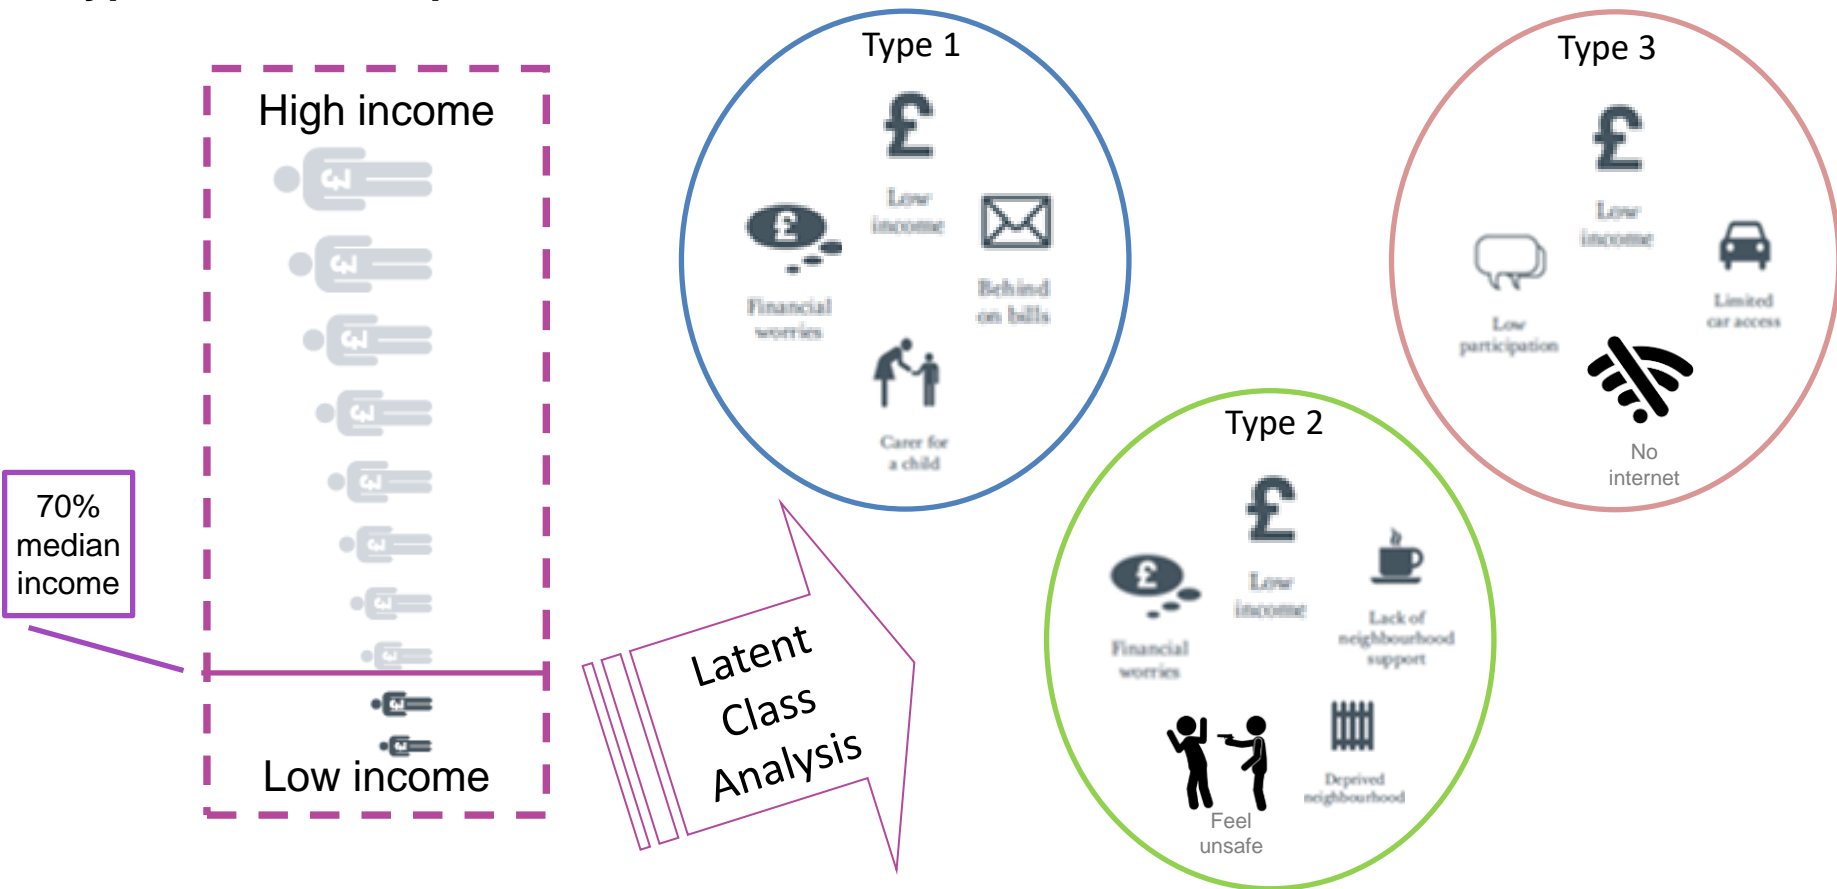 High income
70%
median
income
Low income
Latent
Class
Analysis
Type 1
£
Low
income
£
Financial
worries
Behind
on bills
Carer for
a child
Type 2
£
Low
income
£
Financial
worries
Lack of
neighbourhood
support
Feel
unsafe
Deprived
neighbourhood
Type 3
£
Low
income
Low
participation
Limited
car access
No
internet